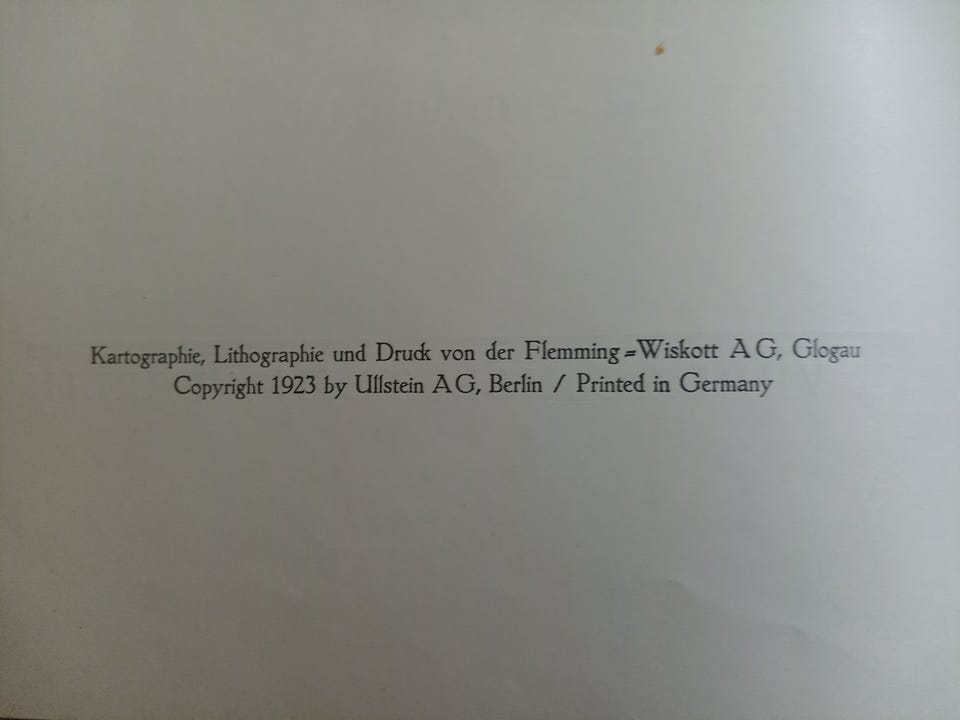 Kartographie, Lithographie und Druck von der Flemming=Wiskott AG, Glogau
Copyright 1923 by Ullstein AG, Berlin / Printed in Germany